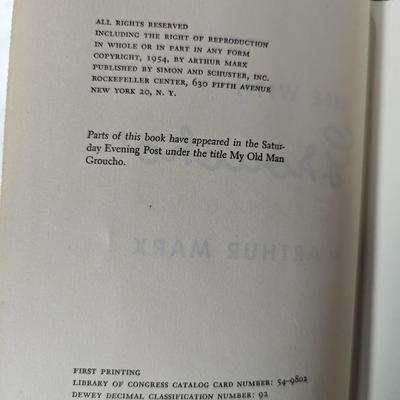 ALL RIGHTS RESERVED
INCLUDING THE RIGHT OF REPRODUCTION
IN WHOLE OR IN PART IN ANY FORM
COPYRIGHT, 1954, BY ARTHUR MARX
PUBLISHED BY SIMON AND SCHUSTER, INC.
ROCKEFELLER CENTER, 630 FIFTH AVENUE
NEW YORK 20, N. Y.
Parts of this book have appeared in the Satur-
day Evening Post under the title My Old Man
Groucho.
ARTHUR MARX
FIRST PRINTING
LIBRARY OF CONGRESS CATALOG CARD NUMBER: 54-9802
DEWEY DECIMAL CLASSIFICATION NUMBER: 92